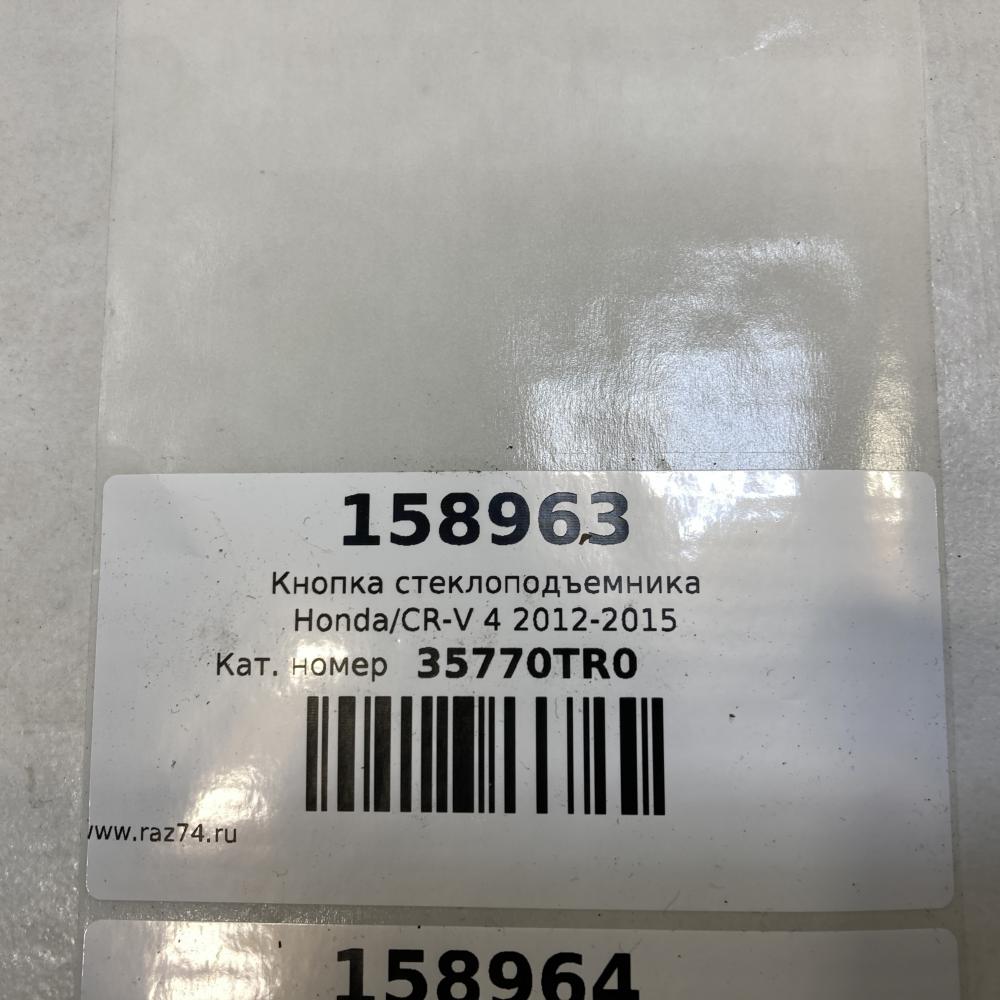 158963
Кнопка стеклоподъемника
Honda/CR-V 4 2012-2015
Кат. номер 35770TR0
www.raz74.ru
158964